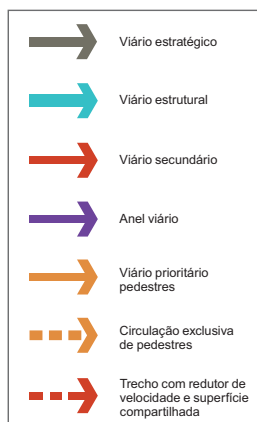 Viário estratégico
Viário estrutural
Viário secundário
Anel viário
Viário prioritário
pedestres
Circulação exclusiva
de pedestres
Trecho com redutor de
velocidade e superfície
compartilhada